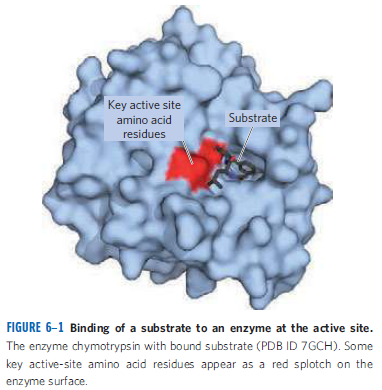 Key active site
amino acid
residues
Substrate
FIGURE 6–1 Binding of a substrate to an enzyme at the active site.
The enzyme chymotrypsin with bound substrate (PDB ID 7GCH). Some
key active-site amino acid residues appear as a red splotch on the
enzyme surface.